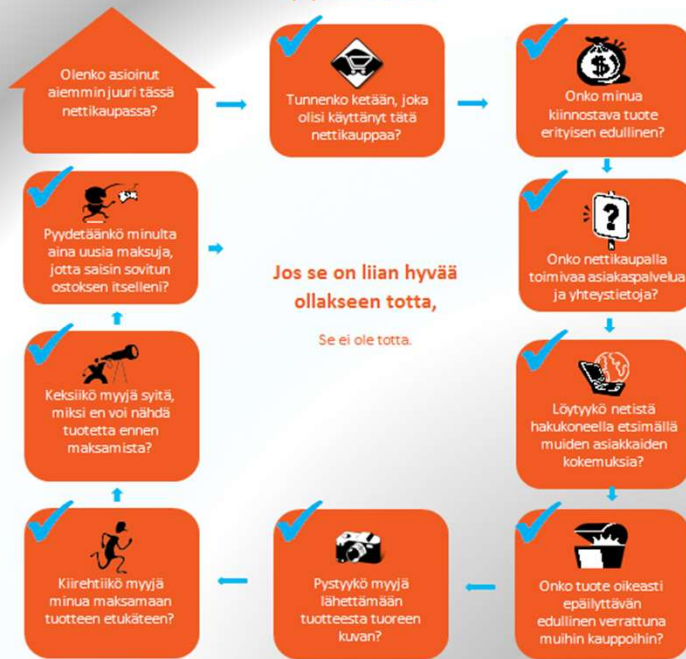 Olenko asioinut
aiemmin juuri tässä
nettikaupassa?
Tunnenko ketään, joka
olisi käyttänyt tätä
nettikauppaa?
$
Onko minua
kiinnostava tuote
erityisen edullinen?
?
Onko nettikaupalla
toimivaa asiakaspalvelua
ja yhteystietoja?
Löytyykö netistä
hakukoneella etsimällä
muiden asiakkaiden
kokemuksia?
Onko tuote oikeasti
epäilyttävän
edullinen verrattuna
muihin kauppoihin?
Pystyykö myyjä
lähettämään
tuotteesta tuoreen
kuvan?
Kiirehtiikö myyjä
minua maksamaan
tuotteen etukäteen?
Keksiikö myyjä syitä,
miksi en voi nähdä
tuotetta ennen
maksamista?
Pyydetäänkö minulta
aina uusia maksuja,
jotta saisin sovitun
ostoksen itselleni?
Jos se on liian hyvää
ollakseen totta,
Se ei ole totta.